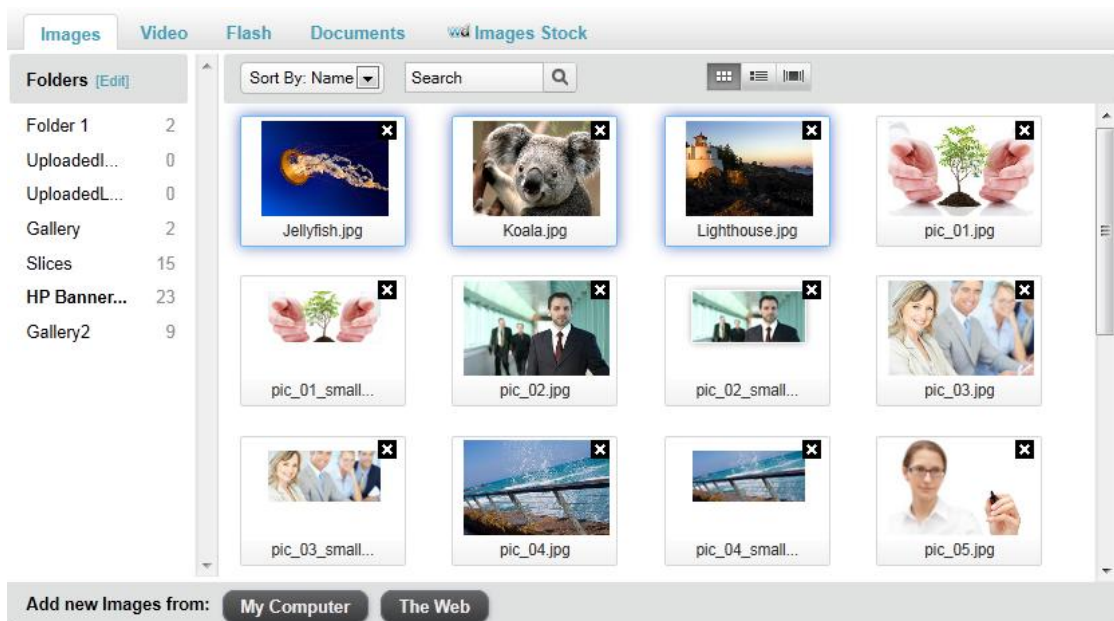 Images Video Flash Documents wd Images Stock
Folders [Edit]
Sort By: Name Search
Folder 1 2
UploadedI... 0
UploadedL... 0
Gallery 2
Slices 15
HP Banner... 23
Gallery2 9
Jellyfish.jpg Koala.jpg Lighthouse.jpg pic_01.jpg
pic_01_small... pic_02.jpg pic_02_small... pic_03.jpg
pic_03_small... pic_04.jpg pic_04_small... pic_05.jpg
Add new Images from: My Computer The Web